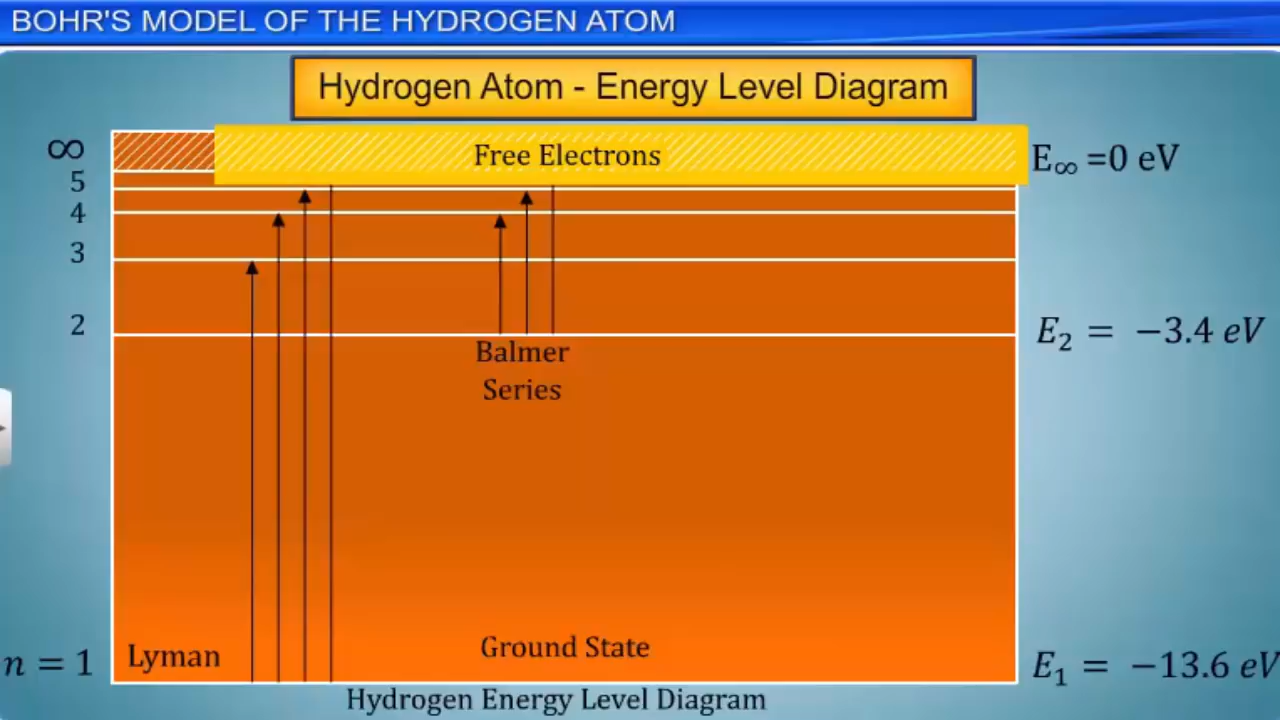 BOHR'S MODEL OF THE HYDROGEN ATOM
Hydrogen Atom - Energy Level Diagram
∞
Free Electrons
E∞ =0 eV
5
4
3
2
E₂ = −3.4 eV
Balmer
Series
n = 1
Lyman
Ground State
E₁ = −13.6 eV
Hydrogen Energy Level Diagram